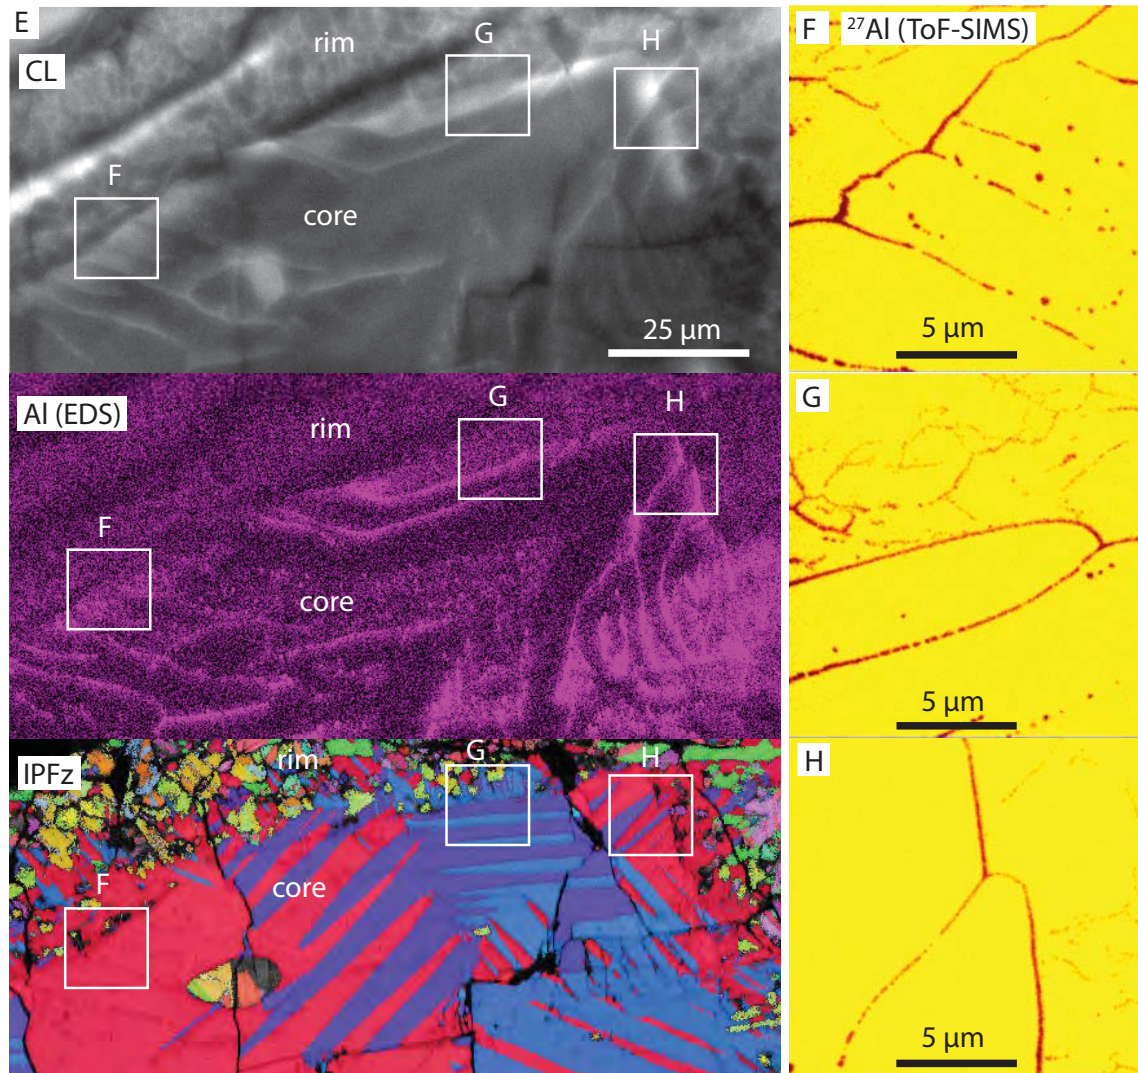 E
CL
rim
G
H
F
core
25 µm
Al (EDS)
rim
G
H
F
core
IPFz
rim
G
H
F
core
F
²⁷Al (ToF-SIMS)
5 µm
G
5 µm
H
5 µm